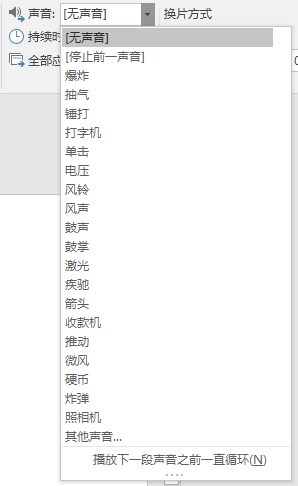 声音: [无声音] 换片方式
持续时
全部应
[无声音]
[停止前一声音]
爆炸
抽气
锤打
打字机
单击
电压
风铃
风声
鼓声
鼓掌
激光
疾驰
箭头
收款机
推动
微风
硬币
炸弹
照相机
其他声音...
播放下一段声音之前一直循环(N)